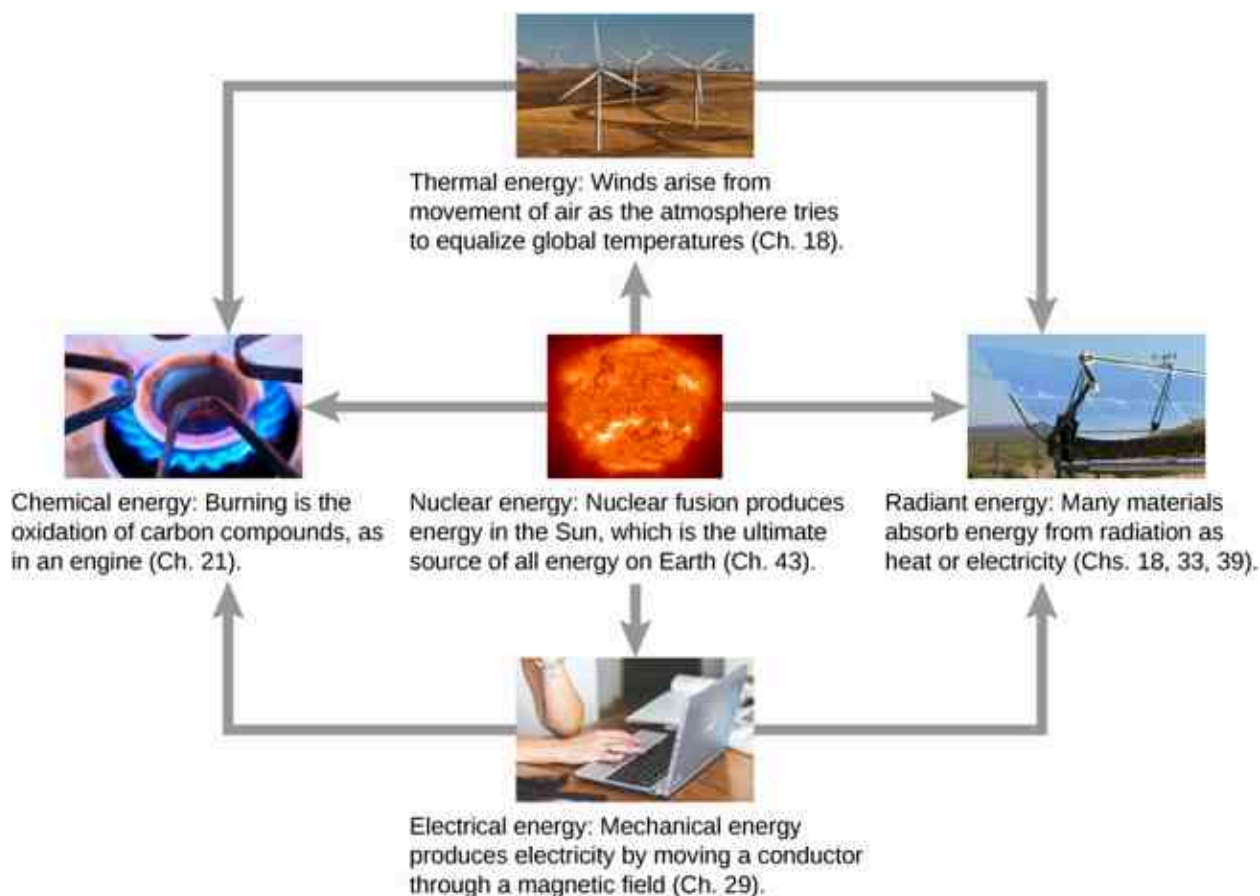 Thermal energy: Winds arise from
movement of air as the atmosphere tries
to equalize global temperatures (Ch. 18).
Chemical energy: Burning is the
oxidation of carbon compounds, as
in an engine (Ch. 21).
Nuclear energy: Nuclear fusion produces
energy in the Sun, which is the ultimate
source of all energy on Earth (Ch. 43).
Radiant energy: Many materials
absorb energy from radiation as
heat or electricity (Chs. 18, 33, 39).
Electrical energy: Mechanical energy
produces electricity by moving a conductor
through a magnetic field (Ch. 29).